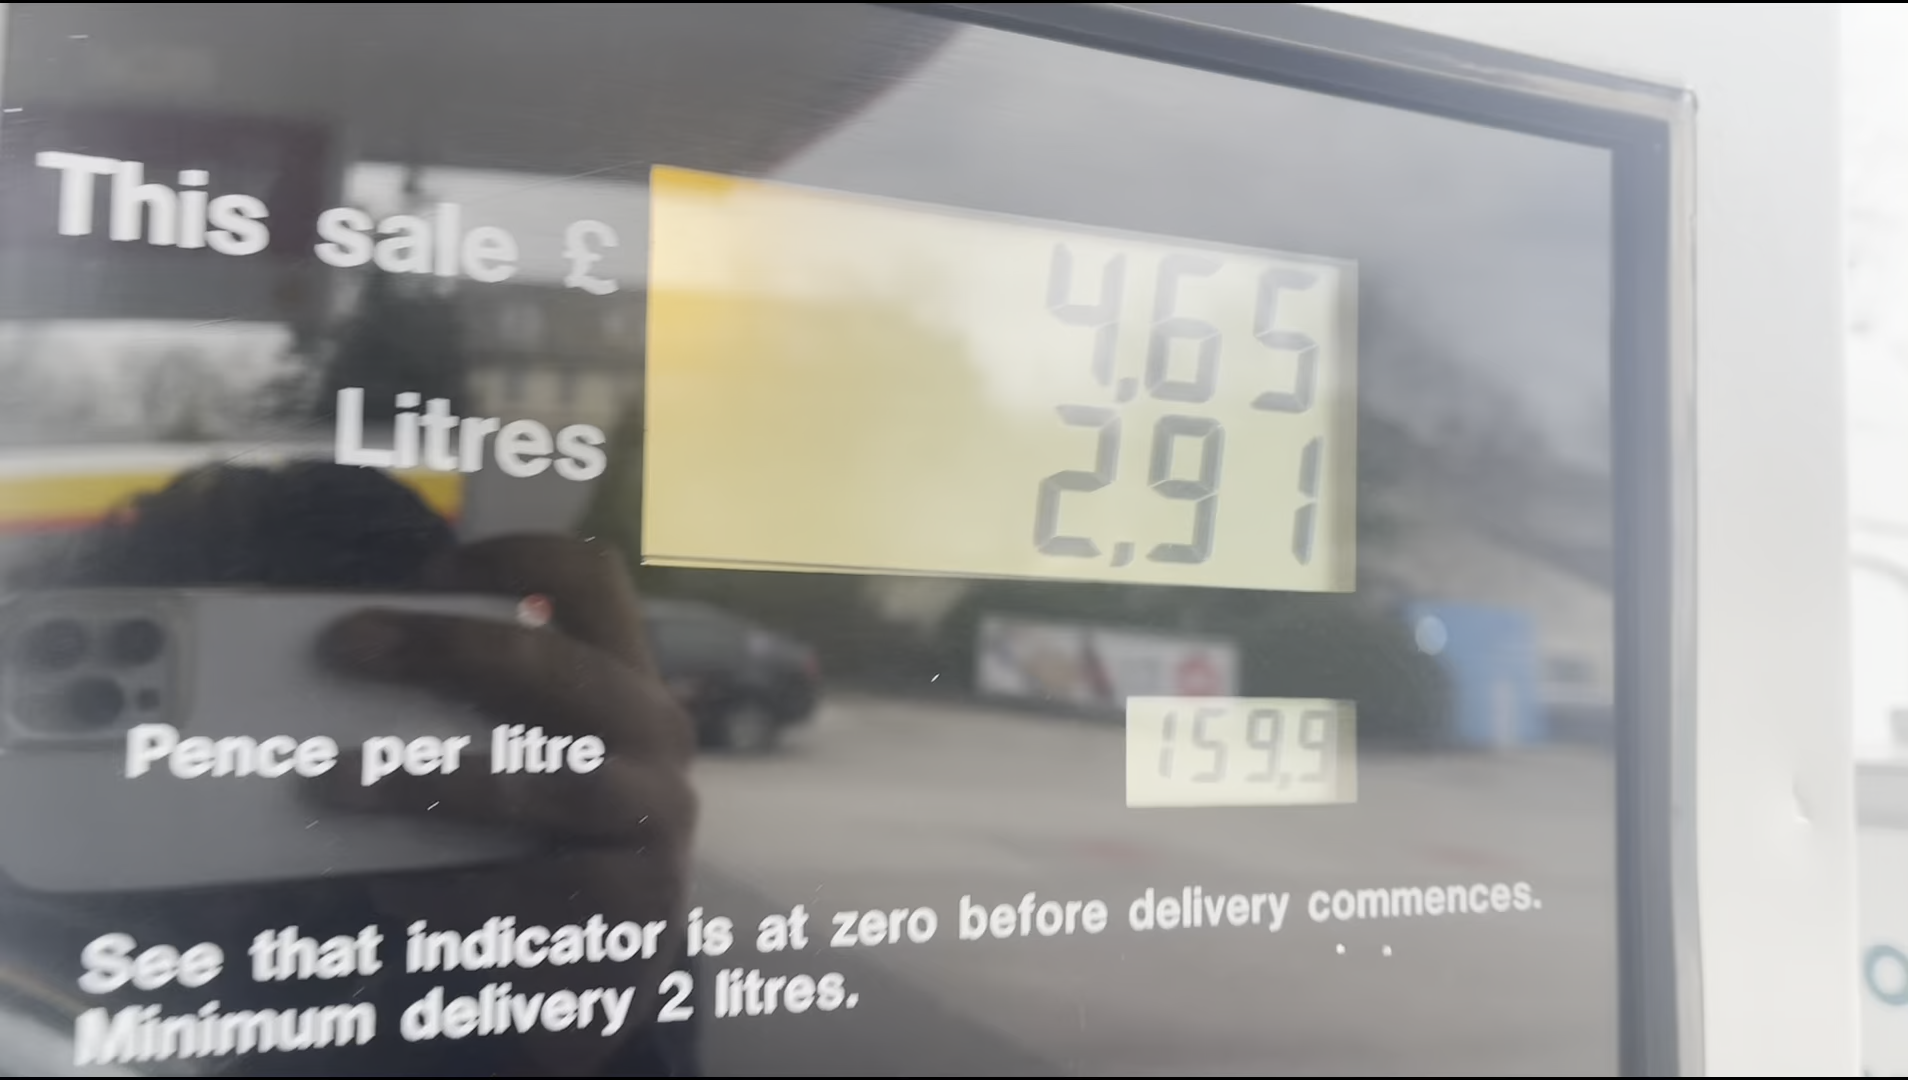 This sale £ 4.65
Litres 2.91
Pence per litre 159.9
See that indicator is at zero before delivery commences.
Minimum delivery 2 litres.